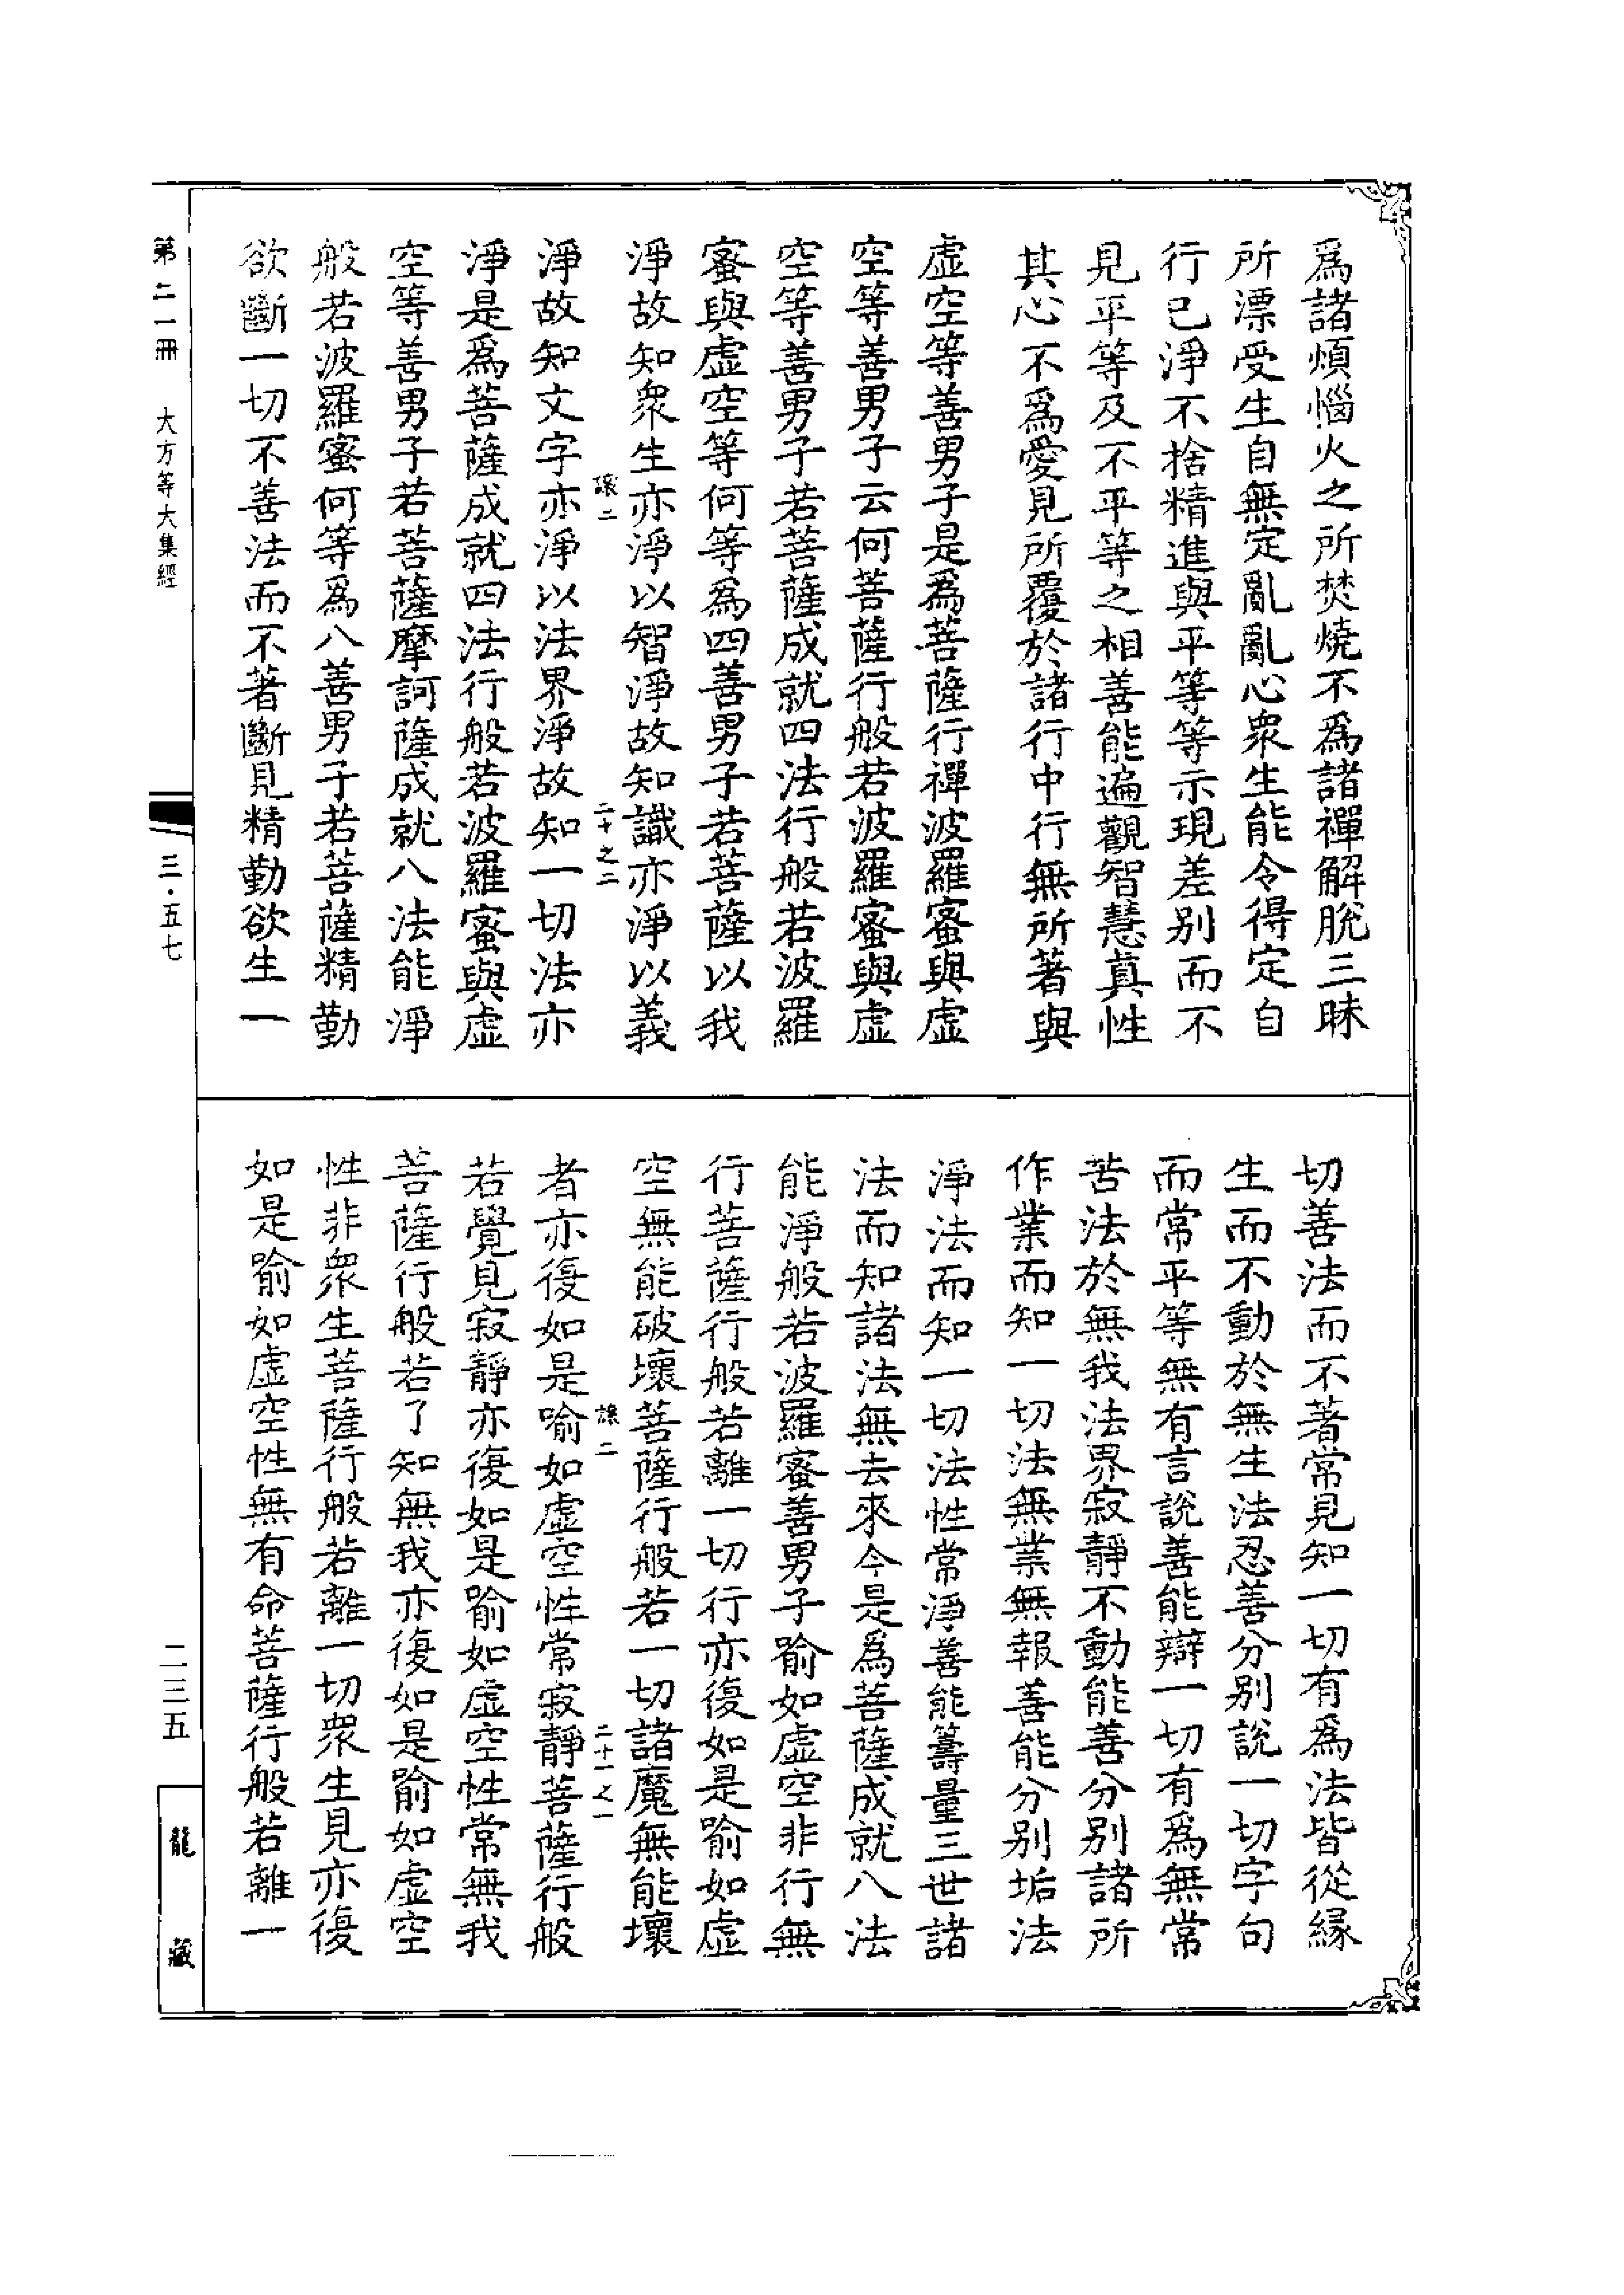 爲諸煩惱火之所焚燒不爲諸禪解脫三昧
所漂受生自無定亂亂心衆生能令得定自
行已淨不捨精進與平等等示現差别而不
見平等及不平等之相善能遍觀智慧真性
其心不爲愛見所覆於諸行中行無所著與
虛空等善男子是爲菩薩行禪波羅蜜與虛
空等善男子云何菩薩行般若波羅蜜與虛
空等善男子若菩薩成就四法行般若波羅
蜜與虛空等何等爲四善男子若菩薩以我
淨故知衆生亦淨以智淨故知識亦淨以義
讓二 二十之二
淨故知文字亦淨以法界淨故知一切法亦
淨是爲菩薩成就四法行般若波羅蜜與虛
空等善男子若菩薩摩訶薩成就八法能淨
般若波羅蜜何等爲八善男子若菩薩精勤
欲斷一切不善法而不著斷見精勤欲生一
切善法而不著常見知一切有爲法皆從緣
生而不動於無生法忍善分别說一切字句
而常平等無有言說善能辯一切有爲無常
苦法於無我法界寂靜不動能善分别諸所
作業而知一切法無業無報善能分别垢法
淨法而知一切法性常淨善能籌量三世諸
法而知諸法無去來今是爲菩薩成就八法
能淨般若波羅蜜善男子喻如虛空非行無
行菩薩行般若離一切行亦復如是喻如虛
空無能破壞菩薩行般若一切諸魔無能壞
讓二 二十一之一
者亦復如是喻如虛空性常寂靜菩薩行般
若覺見寂靜亦復如是喻如虛空性常無我
菩薩行般若了知無我亦復如是喻如虛空
性非衆生菩薩行般若離一切衆生見亦復
如是喻如虛空性無有命菩薩行般若離一
第二一冊 大方等大集經
三·五七
二三五
龍藏